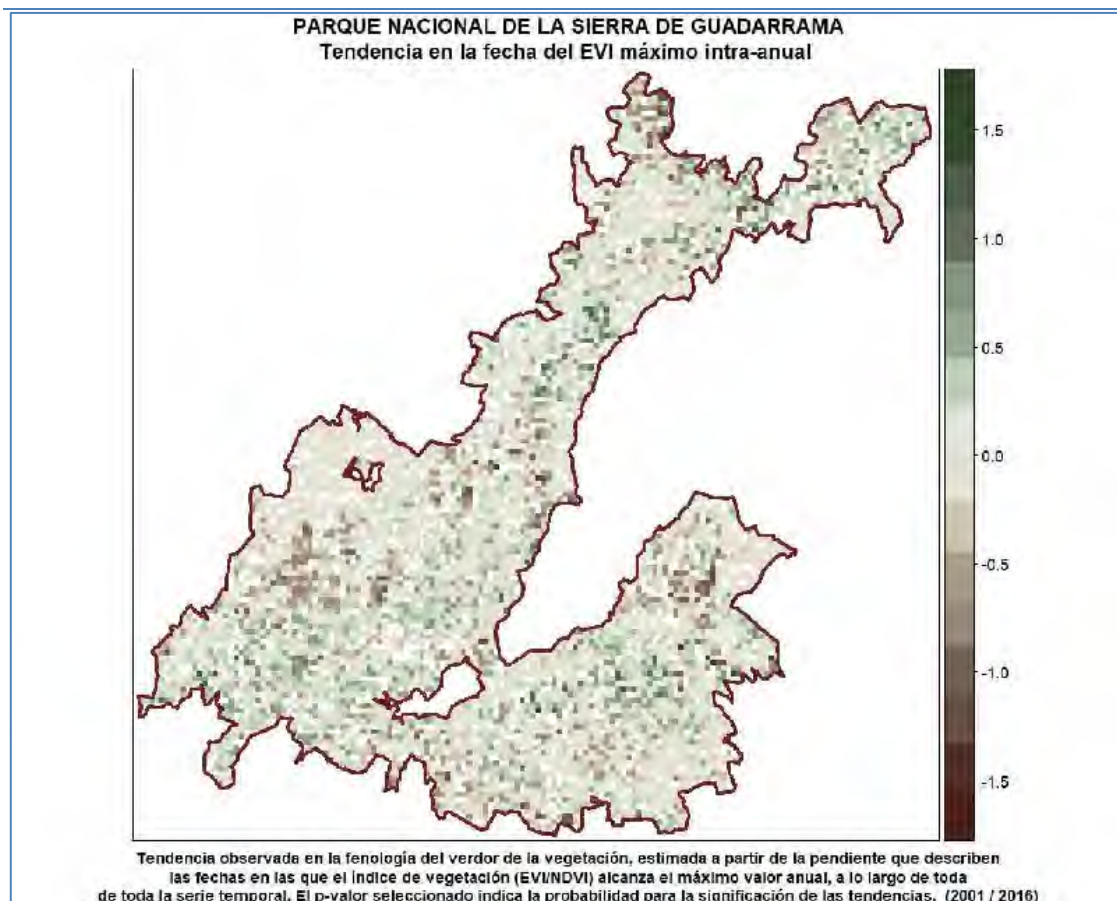 PARQUE NACIONAL DE LA SIERRA DE GUADARRAMA
Tendencia en la fecha del EVI máximo intra-anual
1.5
1.0
0.5
0.0
-0.5
-1.0
-1.5
Tendencia observada en la fenología del verdor de la vegetación, estimada a partir de la pendiente que describen
las fechas en las que el índice de vegetación (EVI/NDVI) alcanza el máximo valor anual, a lo largo de toda
de toda la serie temporal. El p-valor seleccionado indica la probabilidad para la significación de las tendencias. (2001 / 2016)